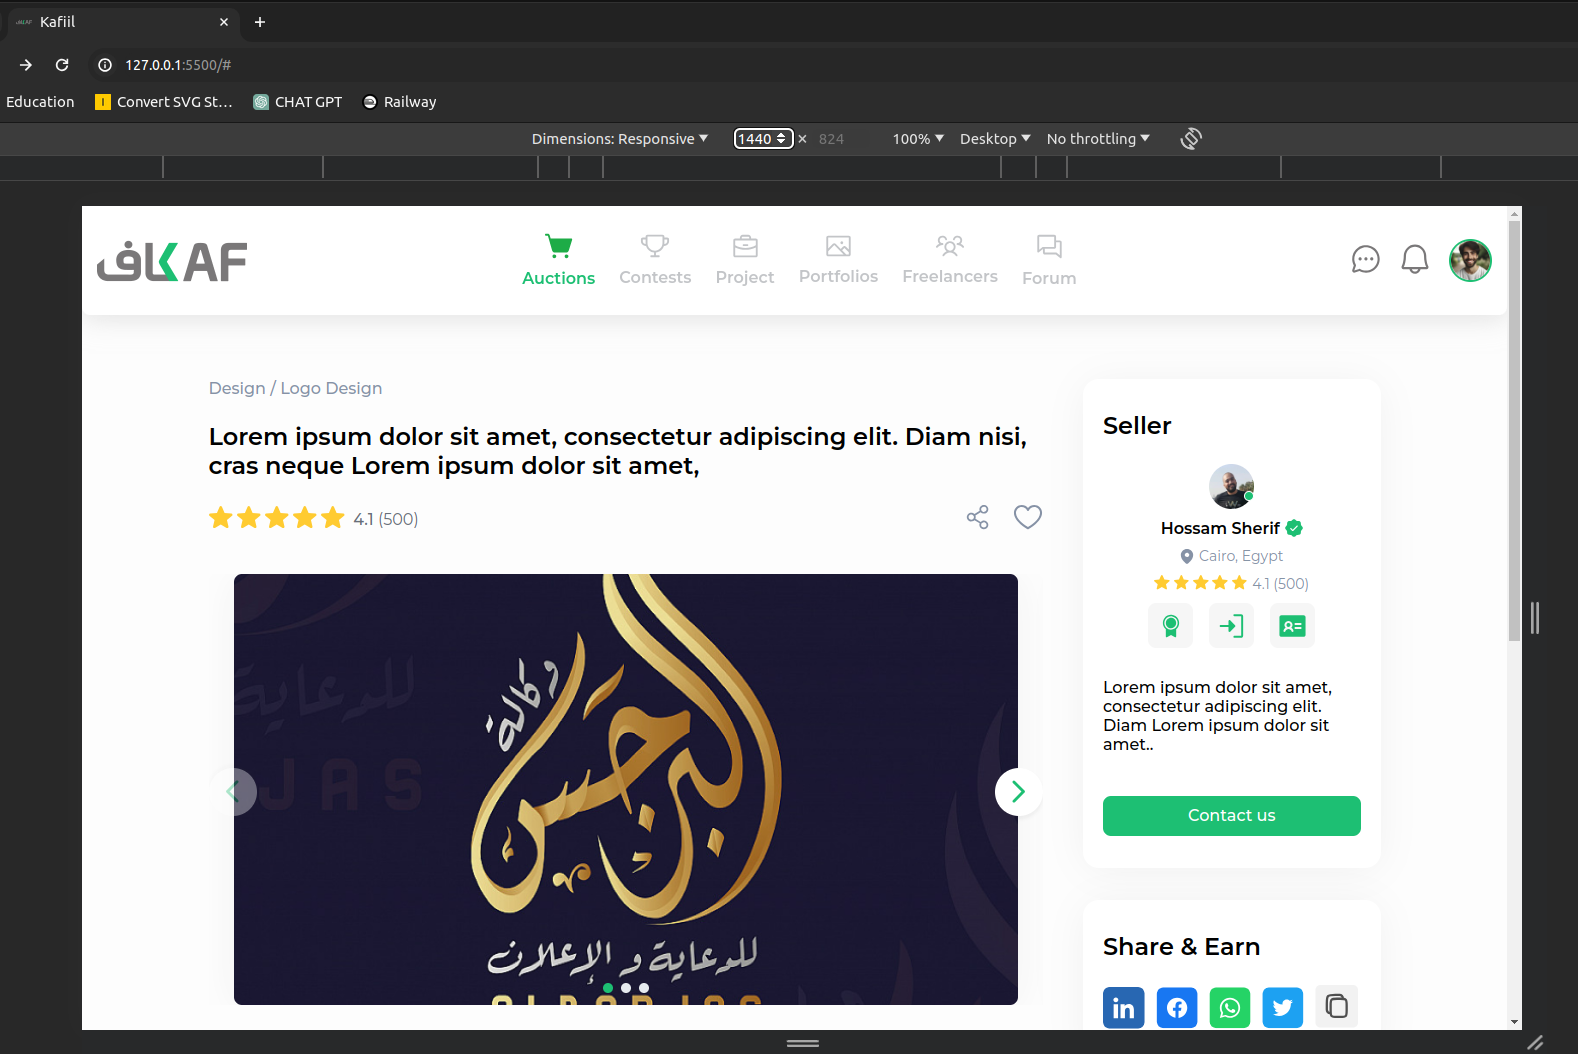 Kafiil
127.0.0.1:5500/#
Education
Convert SVG St...
CHAT GPT
Railway
Dimensions: Responsive
1440 × 824
100%
Desktop
No throttling
كاف KAF
Auctions
Contests
Project
Portfolios
Freelancers
Forum
Design / Logo Design
Lorem ipsum dolor sit amet, consectetur adipiscing elit. Diam nisi,
cras neque Lorem ipsum dolor sit amet,
4.1 (500)
للدعاية
JAS
وكالة
البرجس
للدعاية و الإعلان
Seller
Hossam Sherif
Cairo, Egypt
4.1 (500)
Lorem ipsum dolor sit amet,
consectetur adipiscing elit.
Diam Lorem ipsum dolor sit
amet..
Contact us
Share & Earn